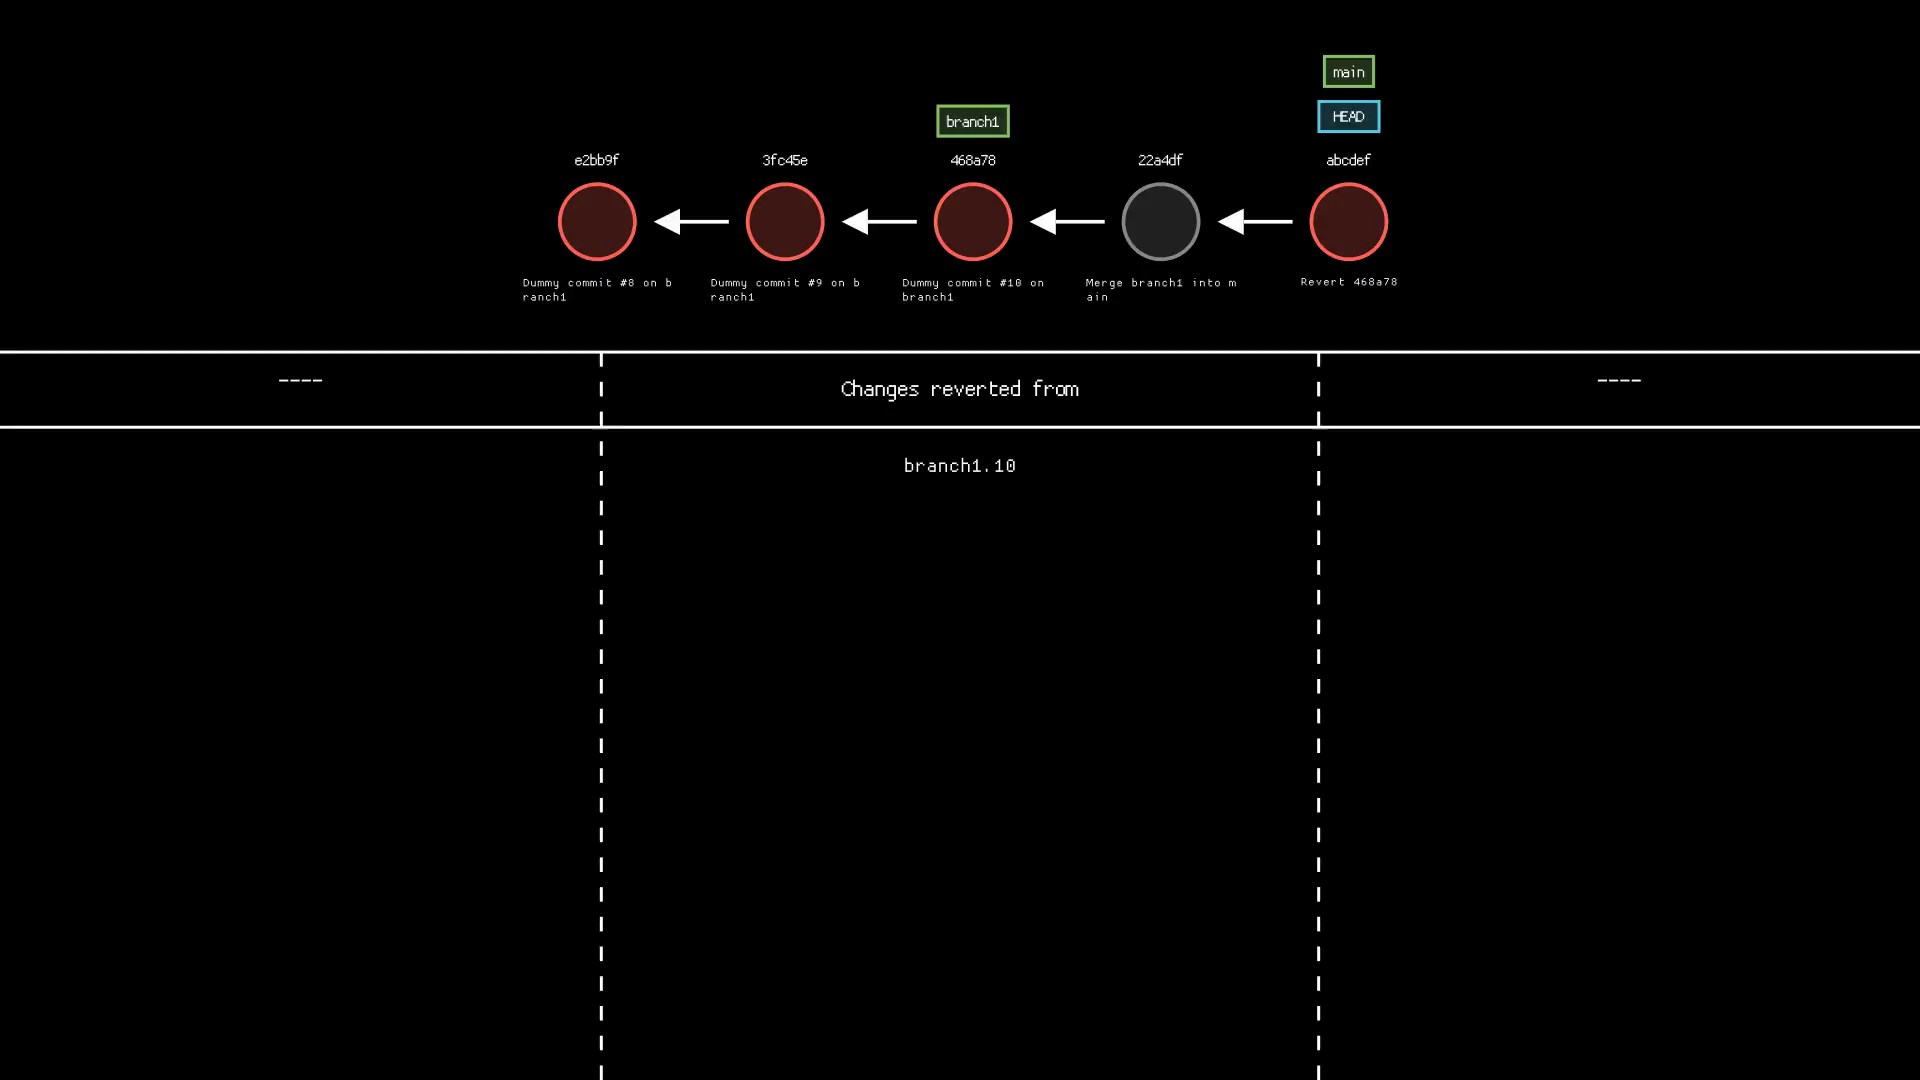 main
HEAD
branch1
e2bb9f 3fc45e 468a78 22a4df abcdef
Dummy commit #8 on b
ranch1
Dummy commit #9 on b
ranch1
Dummy commit #10 on
branch1
Merge branch1 into m
ain
Revert 468a78
---- Changes reverted from ----
branch1.10